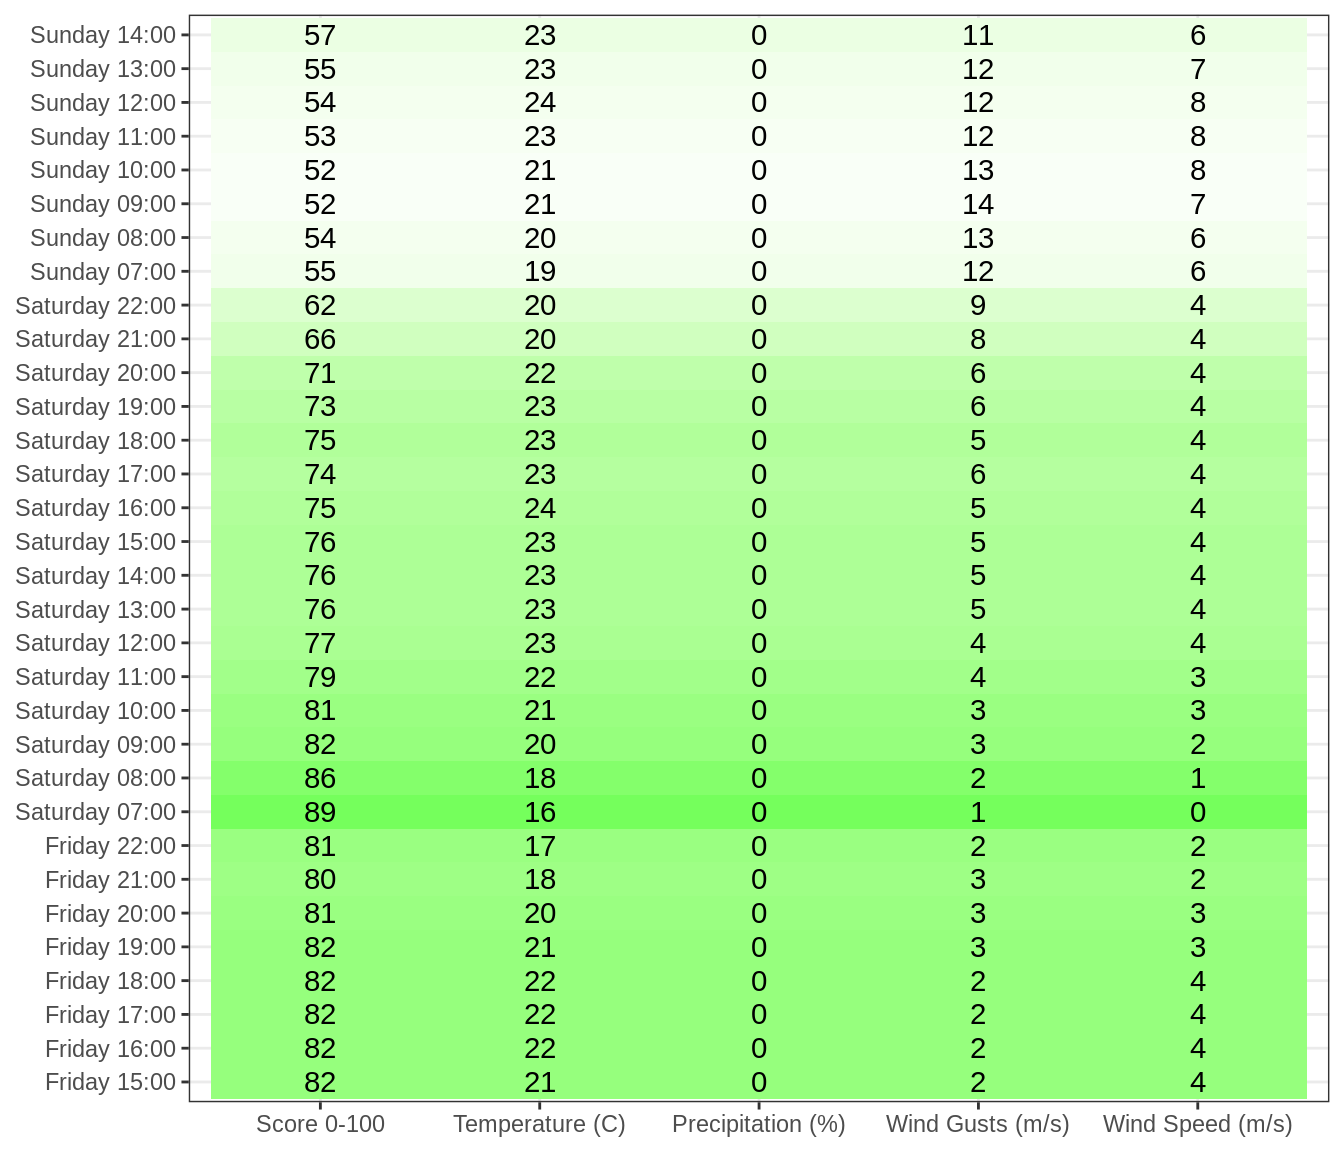 Sunday 14:00 57 23 0 11 6
Sunday 13:00 55 23 0 12 7
Sunday 12:00 54 24 0 12 8
Sunday 11:00 53 23 0 12 8
Sunday 10:00 52 21 0 13 8
Sunday 09:00 52 21 0 14 7
Sunday 08:00 54 20 0 13 6
Sunday 07:00 55 19 0 12 6
Saturday 22:00 62 20 0 9 4
Saturday 21:00 66 20 0 8 4
Saturday 20:00 71 22 0 6 4
Saturday 19:00 73 23 0 6 4
Saturday 18:00 75 23 0 5 4
Saturday 17:00 74 23 0 6 4
Saturday 16:00 75 24 0 5 4
Saturday 15:00 76 23 0 5 4
Saturday 14:00 76 23 0 5 4
Saturday 13:00 76 23 0 5 4
Saturday 12:00 77 23 0 4 4
Saturday 11:00 79 22 0 4 3
Saturday 10:00 81 21 0 3 3
Saturday 09:00 82 20 0 3 2
Saturday 08:00 86 18 0 2 1
Saturday 07:00 89 16 0 1 0
Friday 22:00 81 17 0 2 2
Friday 21:00 80 18 0 3 2
Friday 20:00 81 20 0 3 3
Friday 19:00 82 21 0 3 3
Friday 18:00 82 22 0 2 4
Friday 17:00 82 22 0 2 4
Friday 16:00 82 22 0 2 4
Friday 15:00 82 21 0 2 4
Score 0-100 Temperature (C) Precipitation (%) Wind Gusts (m/s) Wind Speed (m/s)